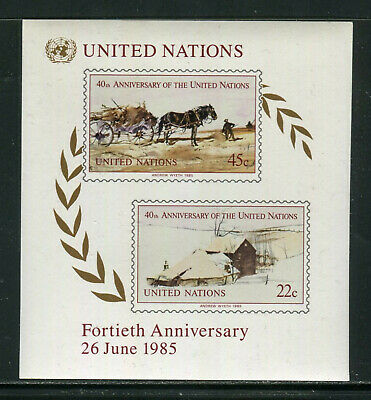 UNITED NATIONS
40th ANNIVERSARY OF THE UNITED NATIONS
UNITED NATIONS 45c
ANDREW WYETH 1985
40th ANNIVERSARY OF THE UNITED NATIONS
UNITED NATIONS 22c
ANDREW WYETH 1985
Fortieth Anniversary
26 June 1985